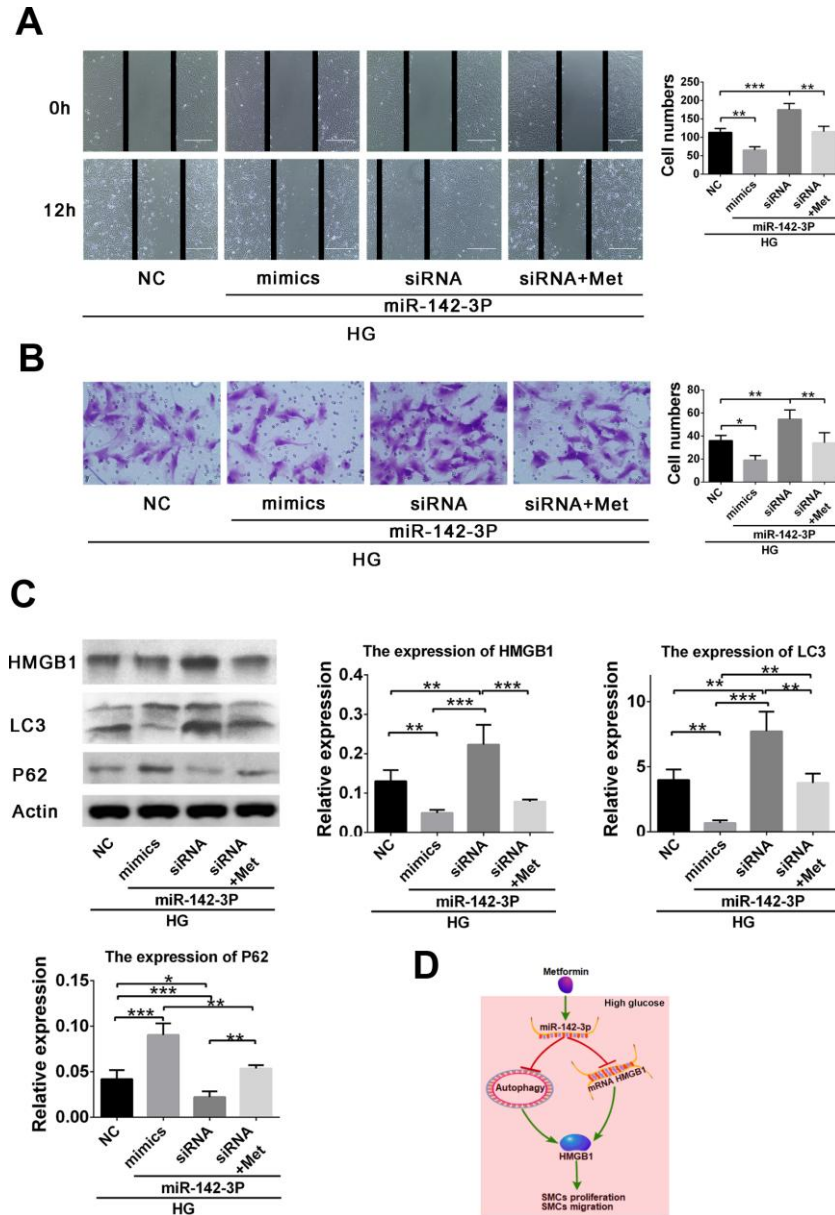 A
0h
12h
NC
mimics
siRNA
siRNA+Met
miR-142-3P
HG
Cell numbers
250
200
150
100
50
0
***
**
**
NC
mimics
siRNA
siRNA
+Met
miR-142-3P
HG
B
NC
mimics
siRNA
siRNA+Met
miR-142-3P
HG
Cell numbers
80
60
40
20
0
**
**
*
NC
mimics
siRNA
siRNA
+Met
miR-142-3P
HG
C
HMGB1
LC3
P62
Actin
NC
mimics
siRNA
siRNA
+Met
miR-142-3P
HG
The expression of HMGB1
Relative expression
0.4
0.3
0.2
0.1
0.0
**
***
***
**
NC
mimics
siRNA
siRNA
+Met
miR-142-3P
HG
The expression of LC3
Relative expression
10
5
0
**
**
***
**
**
NC
mimics
siRNA
siRNA
+Met
miR-142-3P
HG
The expression of P62
Relative expression
0.15
0.10
0.05
0.00
*
***
**
***
**
NC
mimics
siRNA
siRNA
+Met
miR-142-3P
HG
D
Metformin
High glucose
miR-142-3p
Autophagy
mRNA HMGB1
HMGB1
SMCs proliferation
SMCs migration